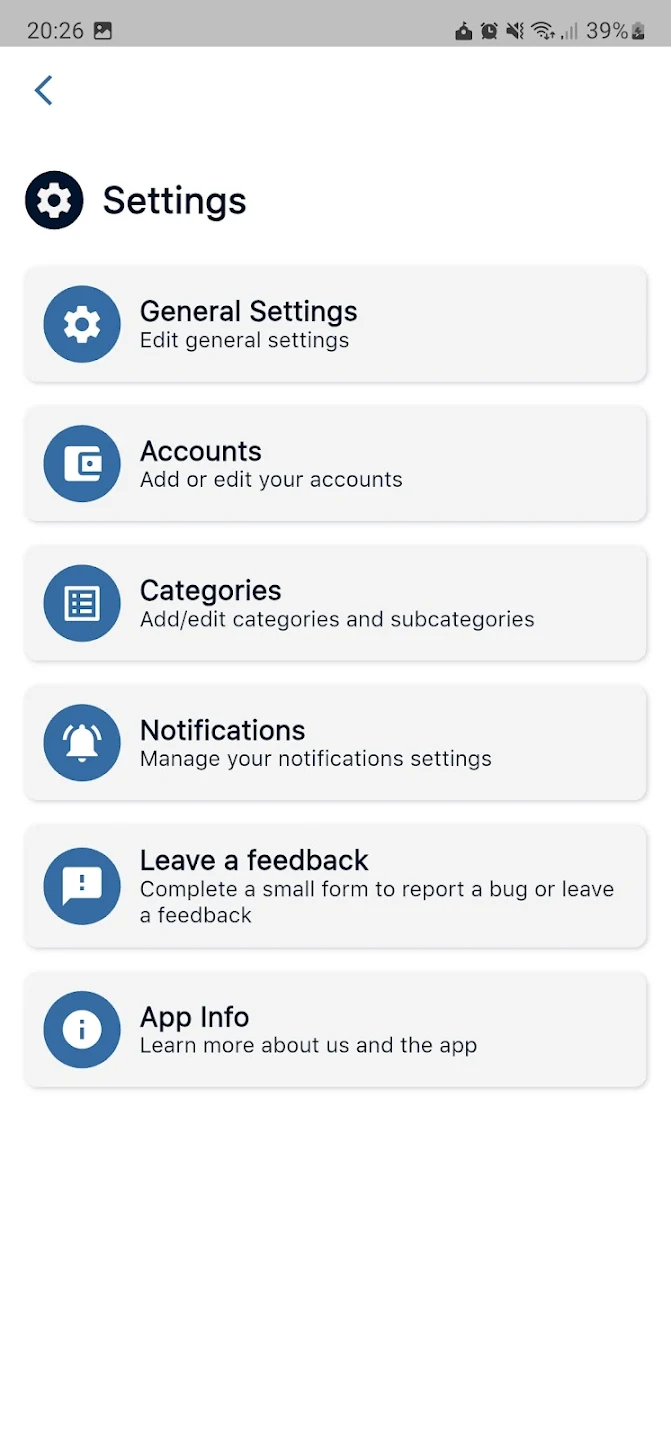 20:26
39%
Settings
General Settings
Edit general settings
Accounts
Add or edit your accounts
Categories
Add/edit categories and subcategories
Notifications
Manage your notifications settings
Leave a feedback
Complete a small form to report a bug or leave
a feedback
App Info
Learn more about us and the app